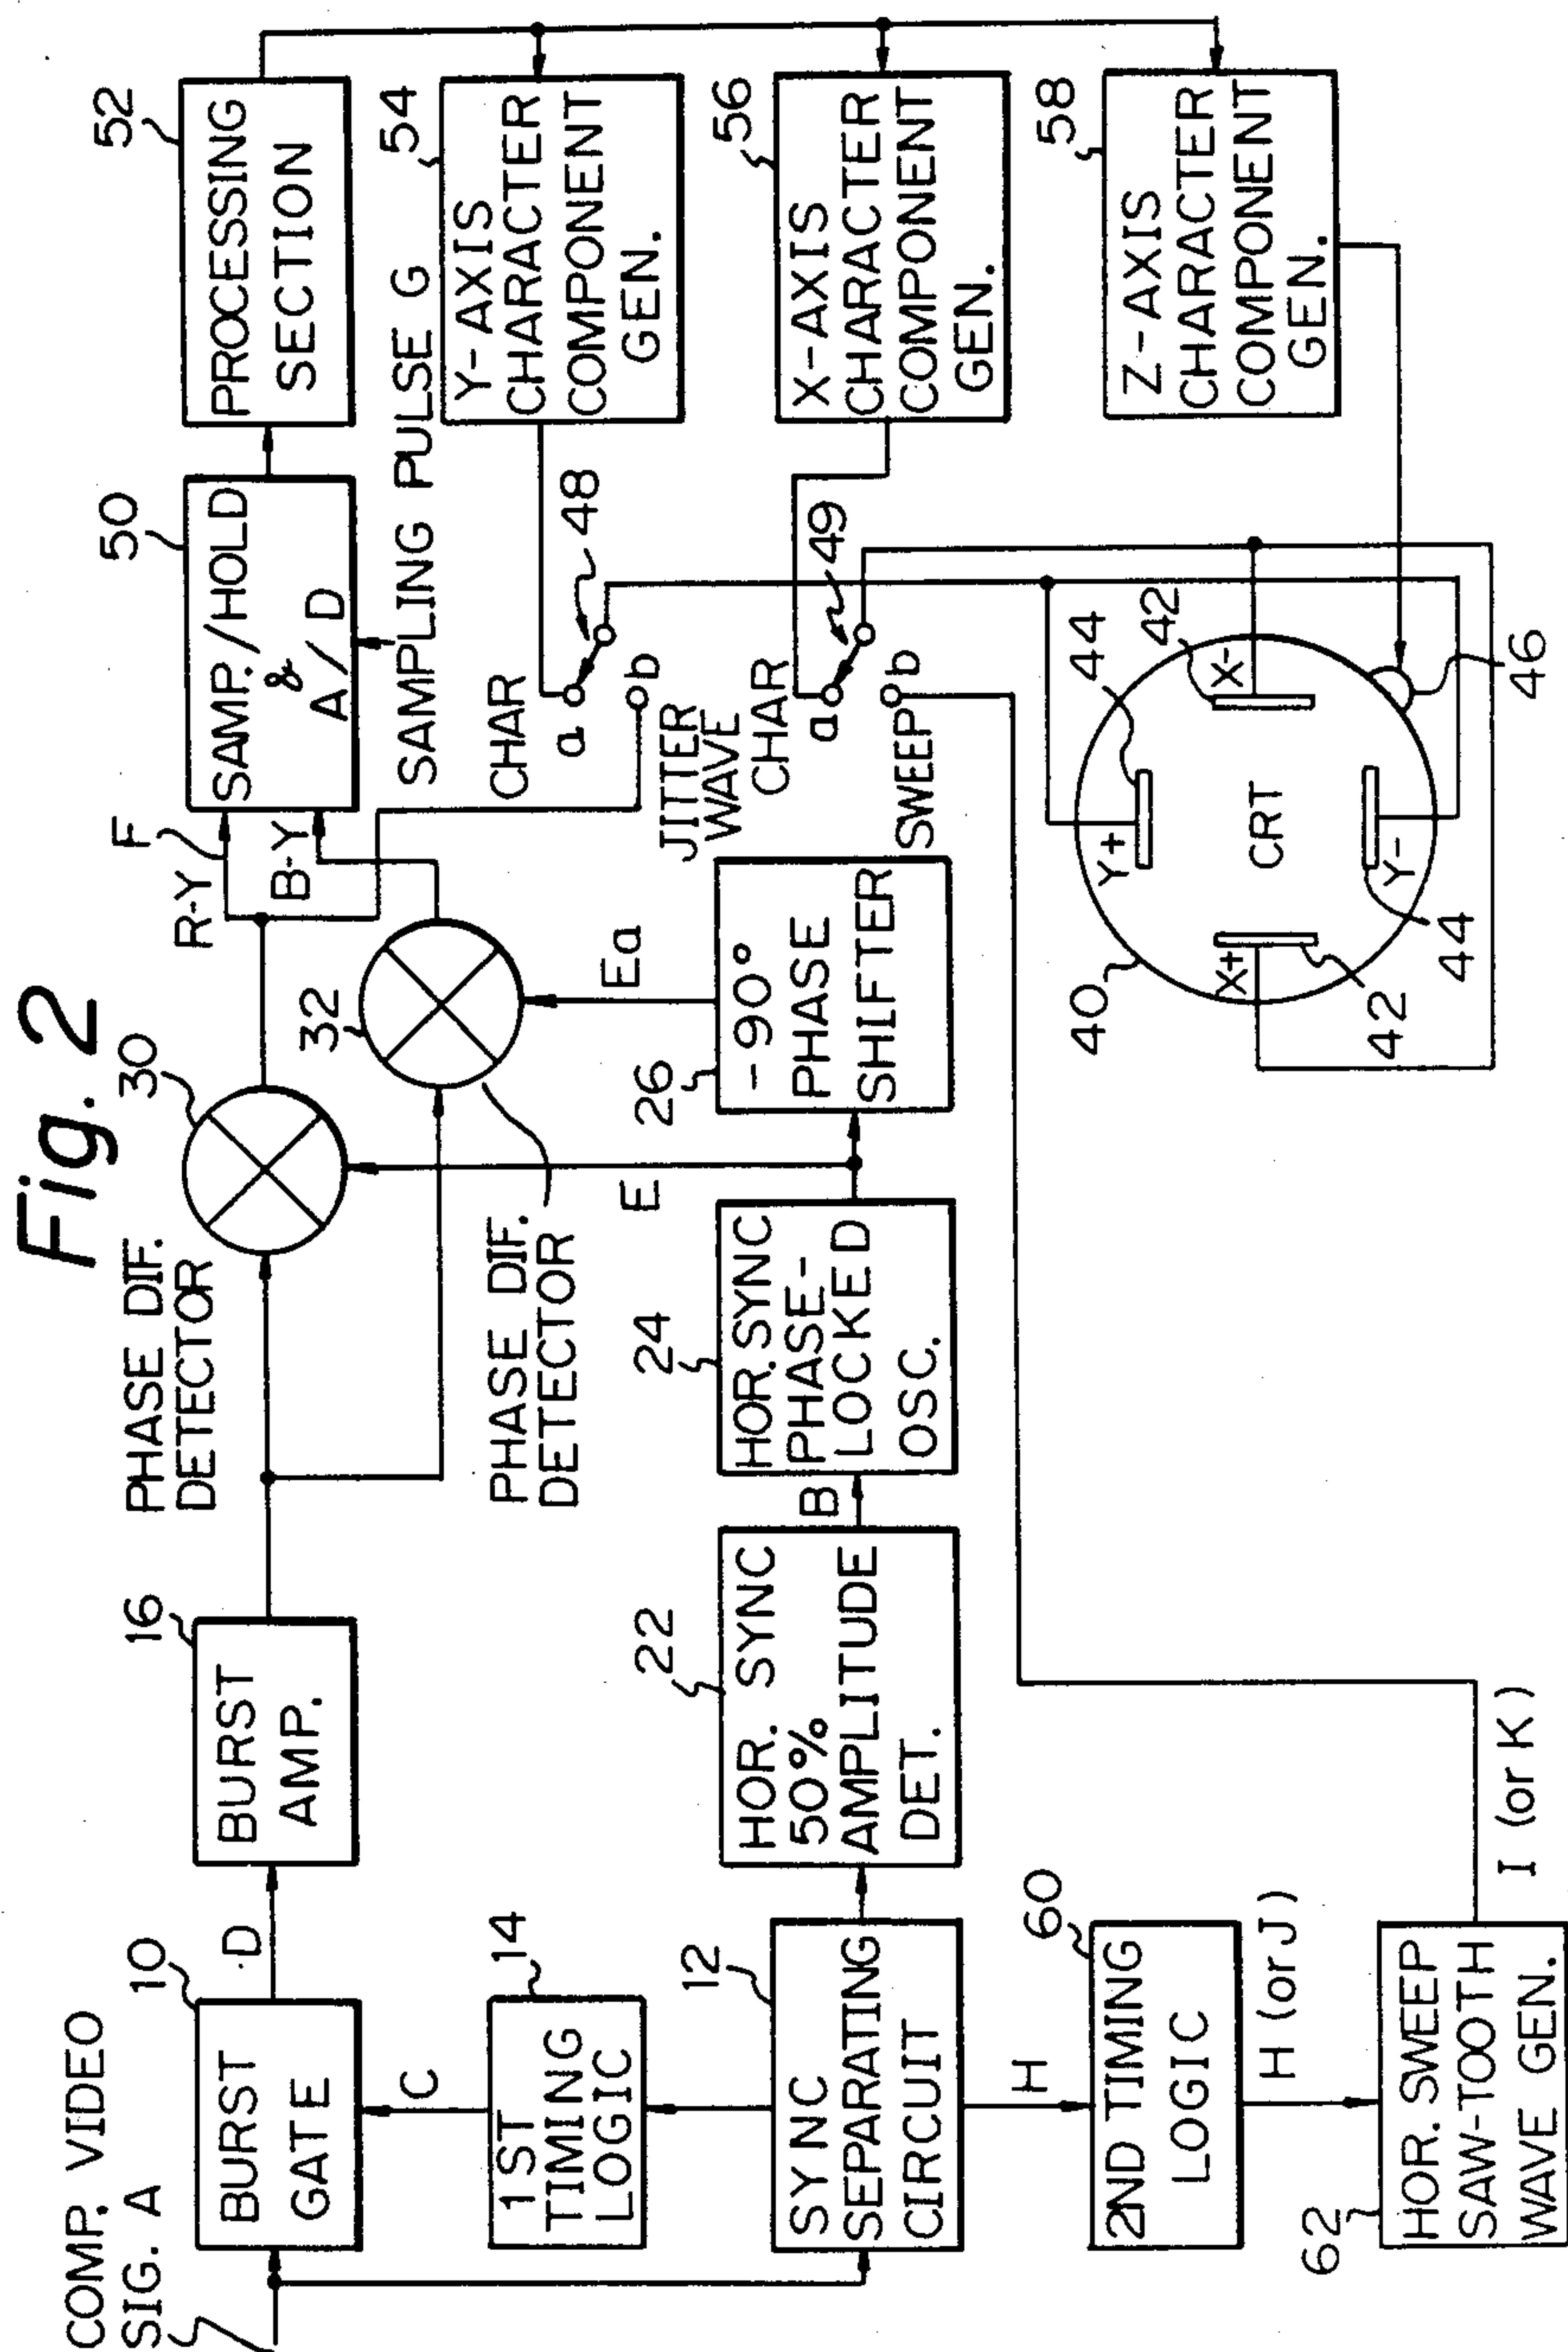 Fig. 2
COMP. VIDEO
SIG. A
10
BURST
GATE
D
16
BURST
AMP.
PHASE DIF.
DETECTOR
30
R-Y
F
B-Y
50
SAMP./HOLD
&
A/D
52
PROCESSING
SECTION
SAMPLING PULSE G
C
14
1ST
TIMING
LOGIC
PHASE DIF.
DETECTOR
32
E
Ea
CHAR
a
48
b
JITTER
WAVE
54
Y-AXIS
CHARACTER
COMPONENT
GEN.
12
SYNC
SEPARATING
CIRCUIT
22
HOR. SYNC
50%
AMPLITUDE
DET.
B
24
HOR. SYNC
PHASE-
LOCKED
OSC.
26
-90°
PHASE
SHIFTER
CHAR
a
49
b
SWEEP
56
X-AXIS
CHARACTER
COMPONENT
GEN.
H
60
2ND TIMING
LOGIC
H (or J)
62
HOR. SWEEP
SAW-TOOTH
WAVE GEN.
I (or K)
40
X+
42
Y+
44
CRT
Y-
44
X-
42
46
58
Z-AXIS
CHARACTER
COMPONENT
GEN.